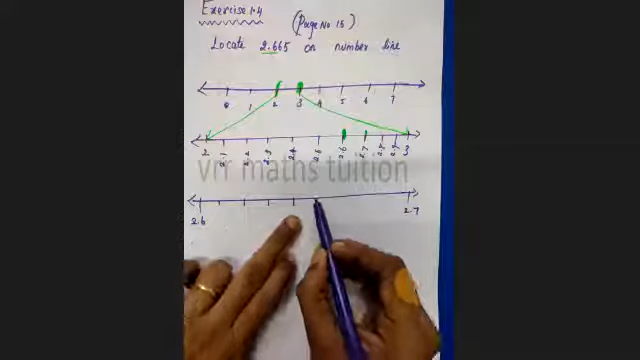 Exercise 1.4
(Page No 15)
Locate 2.665 on number line
0 1 2 3 4 5 6 7
2 2.1 2.2 2.3 2.4 2.5 2.6 2.7 2.8 2.9 3
vrr maths tuition
2.6 2.7